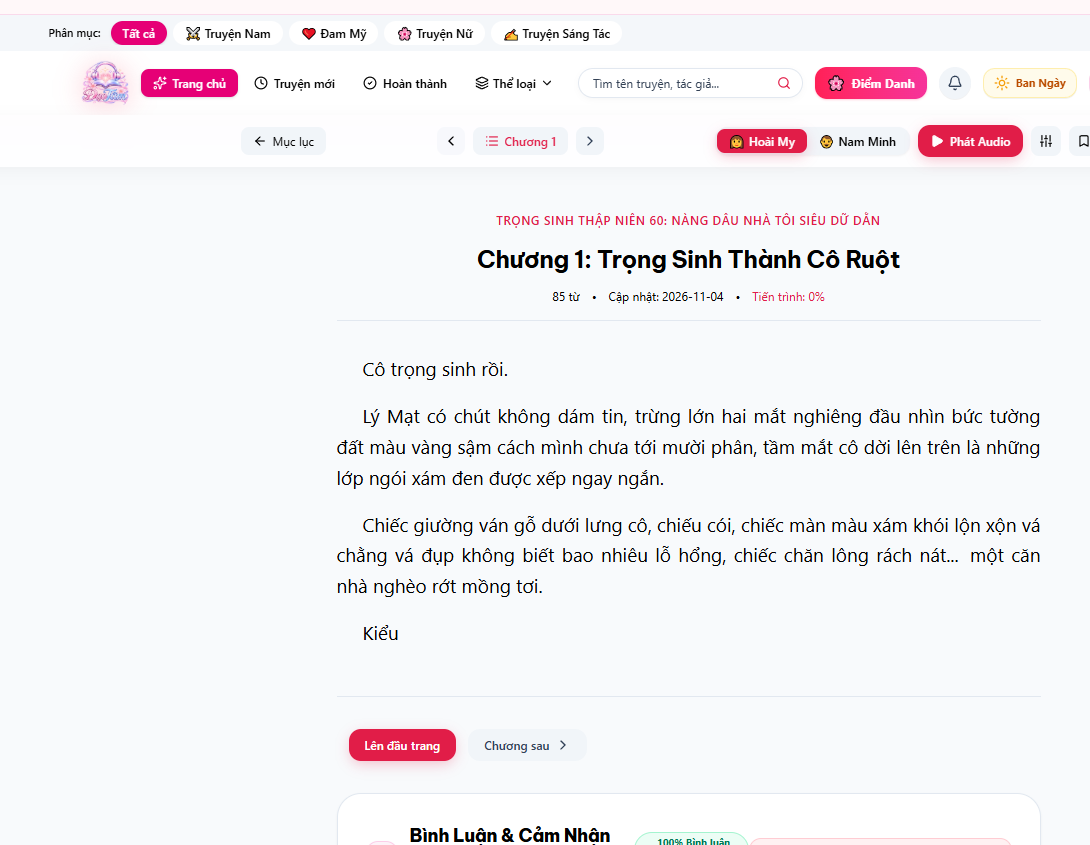 Phân mục: Tất cả Truyện Nam Đam Mỹ Truyện Nữ Truyện Sáng Tác
Trang chủ Truyện mới Hoàn thành Thể loại Tìm tên truyện, tác giả... Điểm Danh Ban Ngày
Mục lục Chương 1 Hoài My Nam Minh Phát Audio
TRỌNG SINH THẬP NIÊN 60: NÀNG DÂU NHÀ TÔI SIÊU DỮ DẰN
Chương 1: Trọng Sinh Thành Cô Ruột
85 từ • Cập nhật: 2026-11-04 • Tiến trình: 0%
Cô trọng sinh rồi.
Lý Mạt có chút không dám tin, trừng lớn hai mắt nghiêng đầu nhìn bức tường
đất màu vàng sậm cách mình chưa tới mười phân, tầm mắt cô dời lên trên là những
lớp ngói xám đen được xếp ngay ngắn.
Chiếc giường ván gỗ dưới lưng cô, chiếu cói, chiếc màn màu xám khói lộn xộn vá
chằng vá đụp không biết bao nhiêu lỗ hổng, chiếc chăn lông rách nát... một căn
nhà nghèo rớt mồng tơi.
Kiểu
Lên đầu trang Chương sau
Bình Luận & Cảm Nhận
100% Bình luận